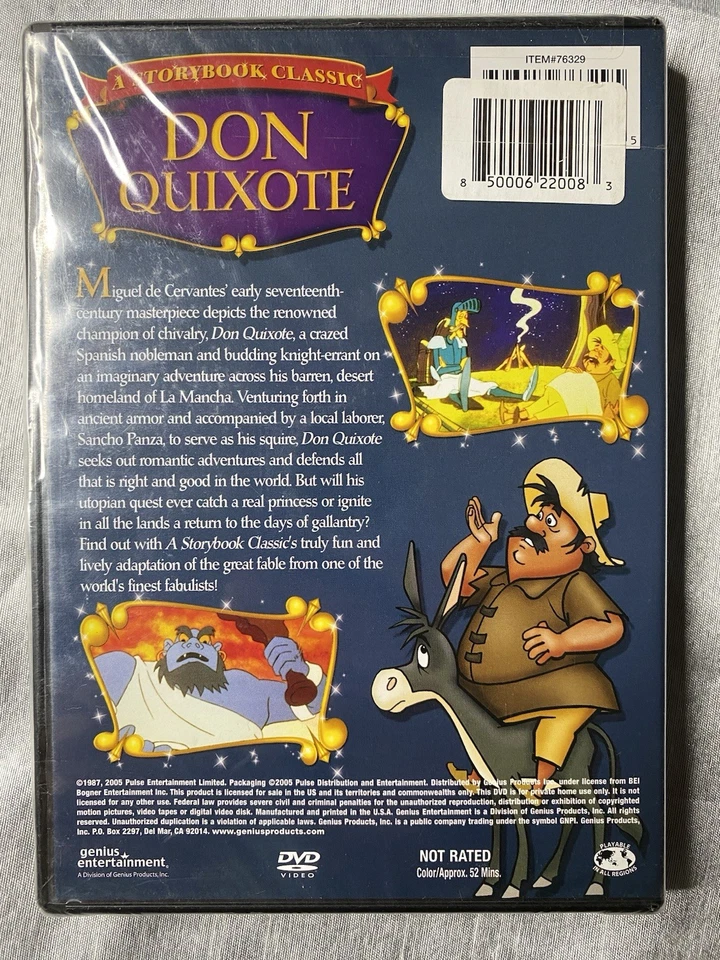 A STORYBOOK CLASSIC
DON
QUIXOTE
ITEM#76329
5
8 50006 22008 3
Miguel de Cervantes' early seventeenth-
century masterpiece depicts the renowned
champion of chivalry, Don Quixote, a crazed
Spanish nobleman and budding knight-errant on
an imaginary adventure across his barren, desert
homeland of La Mancha. Venturing forth in
ancient armor and accompanied by a local laborer,
Sancho Panza, to serve as his squire, Don Quixote
seeks out romantic adventures and defends all
that is right and good in the world. But will his
utopian quest ever catch a real princess or ignite
in all the lands a return to the days of gallantry?
Find out with A Storybook Classic's truly fun and
lively adaptation of the great fable from one of the
world's finest fabulists!
©1987, 2005 Pulse Entertainment Limited. Packaging ©2005 Pulse Distribution and Entertainment. Distributed by Genius Products Inc. under license from BEI
Bogner Entertainment Inc. This product is licensed for sale in the US and its territories and commonwealths only. This DVD is for private home use only. It is not
licensed for any other use. Federal law provides severe civil and criminal penalties for the unauthorized reproduction, distribution or exhibition of copyrighted
motion pictures, video tapes or digital video disk. Manufactured and printed in the U.S.A. Genius Entertainment is a Division of Genius Products, Inc. All rights
reserved. Unauthorized duplication is a violation of applicable laws. Genius Products, Inc. is a public company trading under the symbol GNPI. Genius Products,
Inc. P.O. Box 2297, Del Mar, CA 92014. www.geniusproducts.com
genius
entertainment.
A Division of Genius Products, Inc.
DVD
VIDEO
NOT RATED
Color/Approx. 52 Mins.
PLAYABLE
IN ALL REGIONS